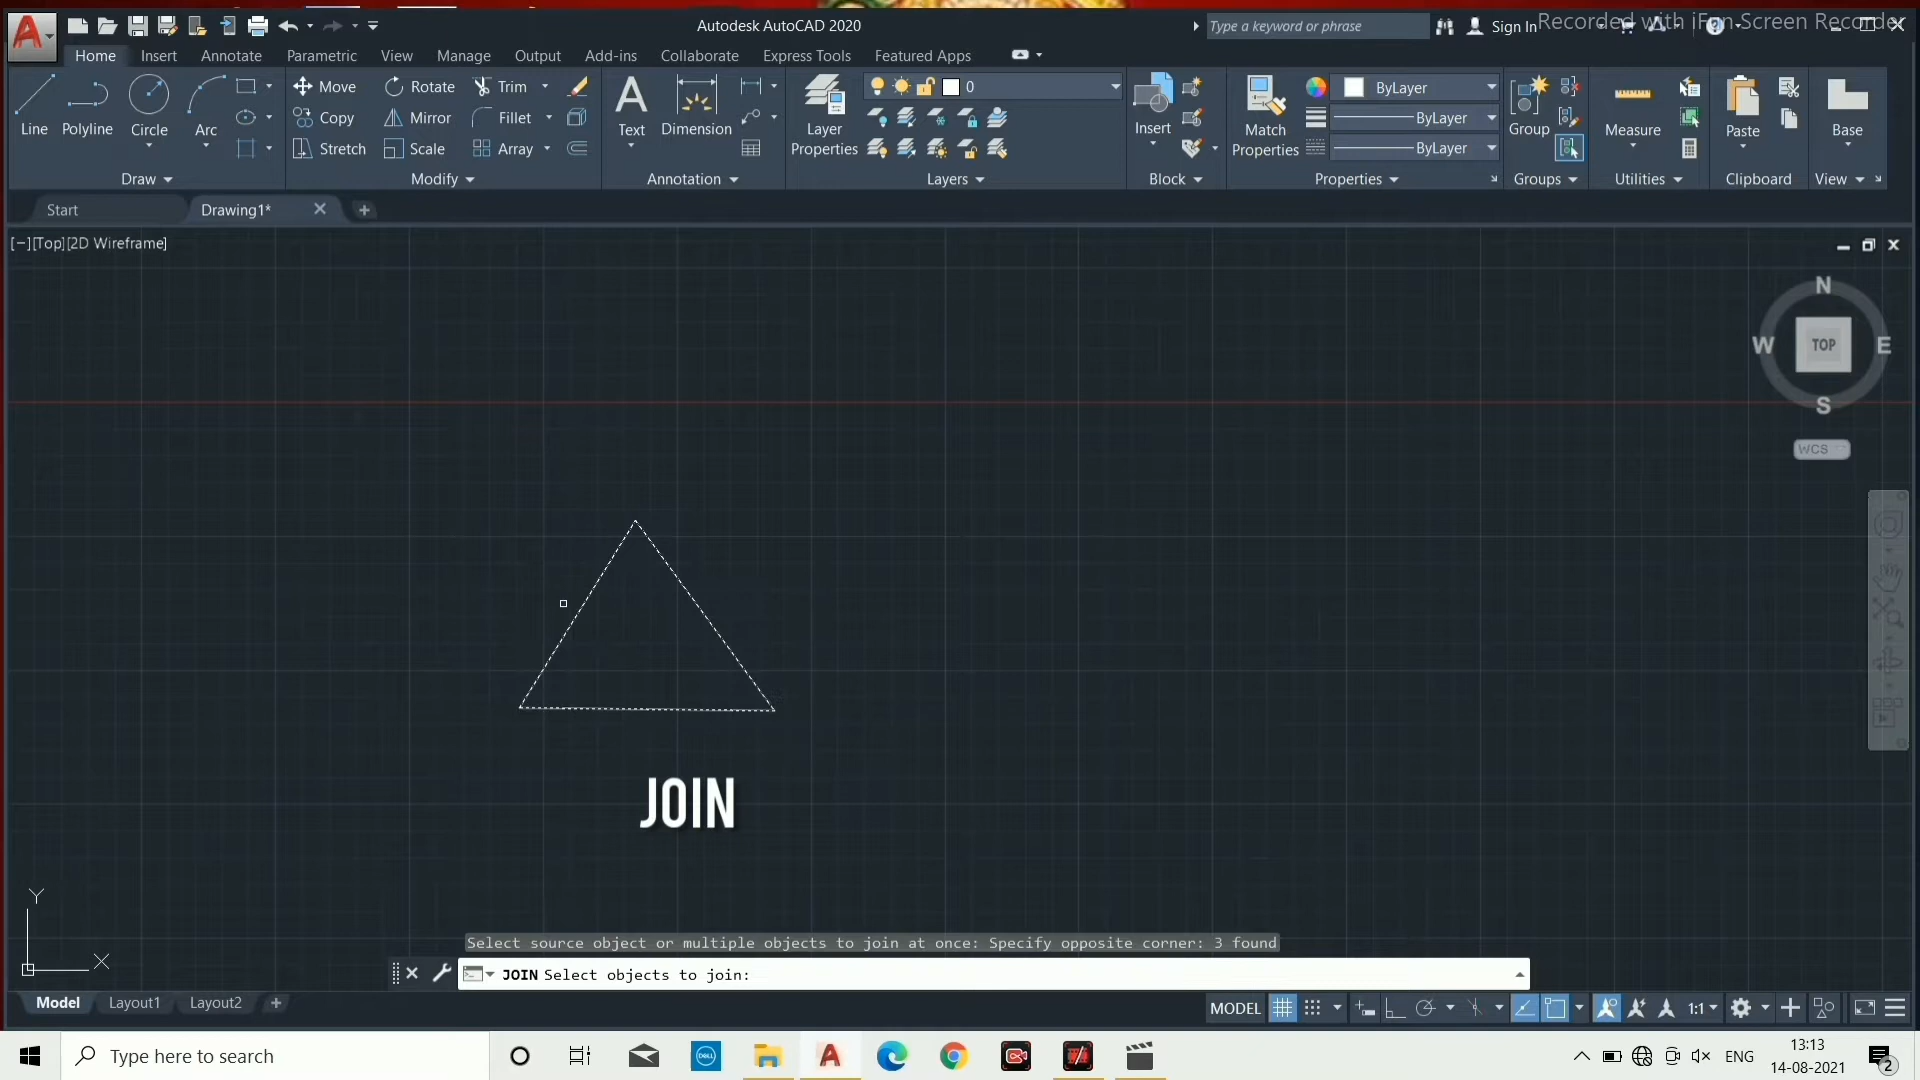 Autodesk AutoCAD 2020
Type a keyword or phrase
Sign In
Home Insert Annotate Parametric View Manage Output Add-ins Collaborate Express Tools Featured Apps
Line Polyline Circle Arc
Draw
Move Rotate Trim
Copy Mirror Fillet
Stretch Scale Array
Modify
Text Dimension
Annotation
Layer
Properties
0
Layers
Insert
Block
Match
Properties
ByLayer
ByLayer
ByLayer
Properties
Group
Groups
Measure
Utilities
Paste
Clipboard
Base
View
Start Drawing1*
[−][Top][2D Wireframe]
N
W TOP E
S
WCS
JOIN
Y
X
Select source object or multiple objects to join at once: Specify opposite corner: 3 found
JOIN Select objects to join:
Model Layout1 Layout2
MODEL 1:1
Type here to search
DELL
ENG
13:13
14-08-2021
2